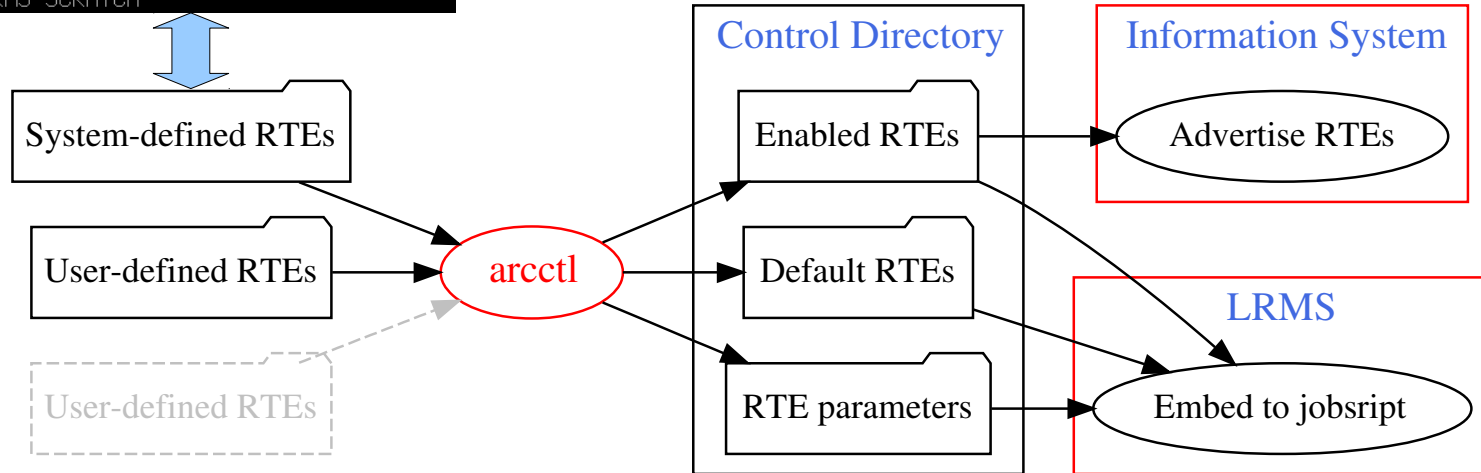 Control Directory
Information System
System-defined RTEs
Enabled RTEs
Advertise RTEs
User-defined RTEs
arcctl
Default RTEs
LRMS
User-defined RTEs
RTE parameters
Embed to jobsript